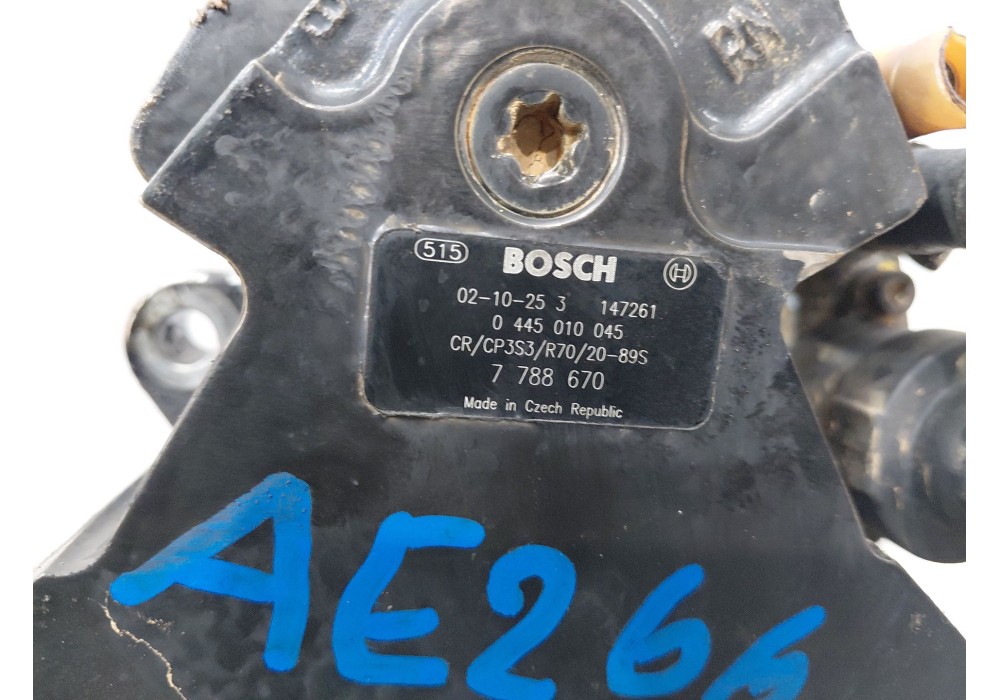 515 BOSCH
02-10-25 3 147261
0 445 010 045
CR/CP3S3/R70/20-89S
7 788 670
Made in Czech Republic
AE266